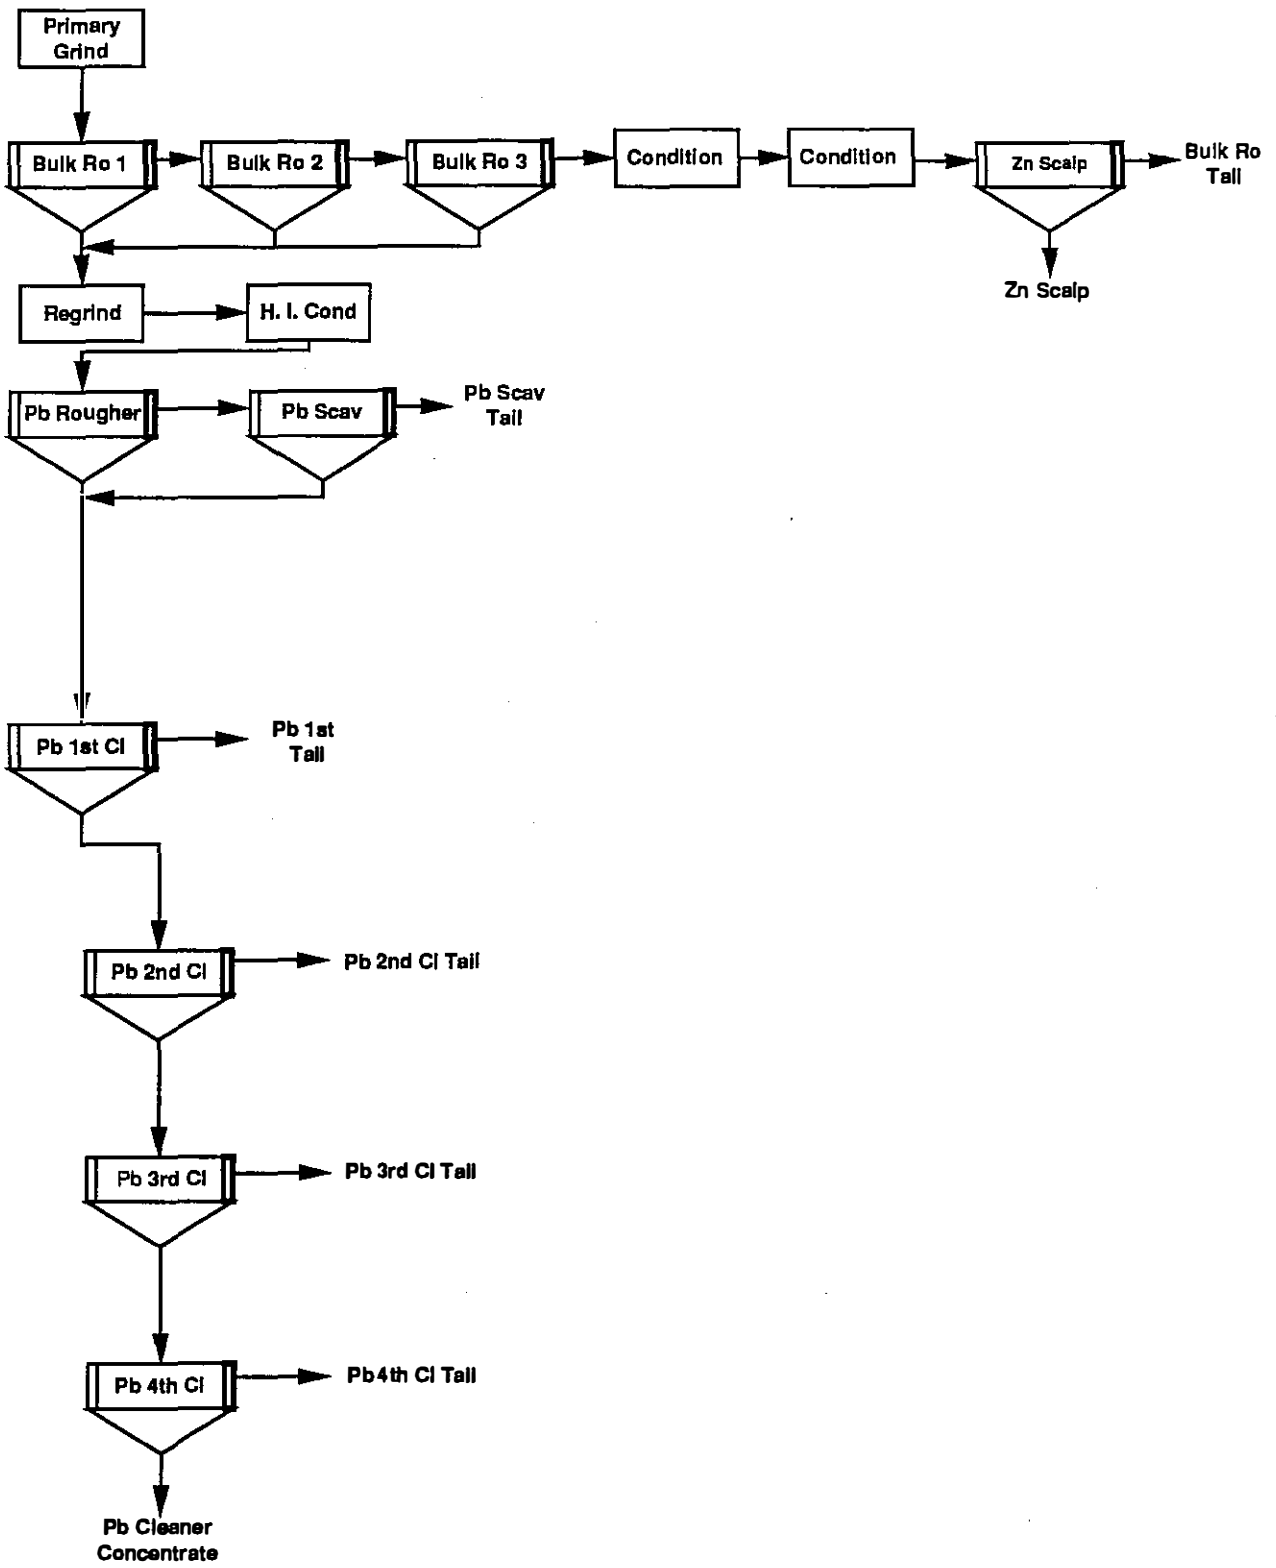 Primary
Grind
Bulk Ro 1
Bulk Ro 2
Bulk Ro 3
Condition
Condition
Zn Scalp
Bulk Ro
Tail
Zn Scalp
Regrind
H. I. Cond
Pb Rougher
Pb Scav
Pb Scav
Tail
Pb 1st Cl
Pb 1st
Tail
Pb 2nd Cl
Pb 2nd Cl Tail
Pb 3rd Cl
Pb 3rd Cl Tail
Pb 4th Cl
Pb4th Cl Tail
Pb Cleaner
Concentrate